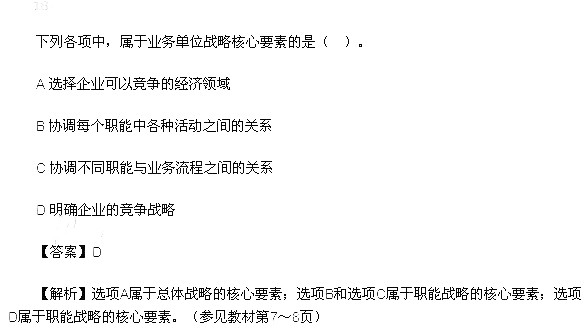 下列各项中，属于业务单位战略核心要素的是（　）。
A 选择企业可以竞争的经济领域
B 协调每个职能中各种活动之间的关系
C 协调不同职能与业务流程之间的关系
D 明确企业的竞争战略
【答案】D
【解析】选项A属于总体战略的核心要素；选项B和选项C属于职能战略的核心要素；选项
D属于职能战略的核心要素。（参见教材第7～8页）